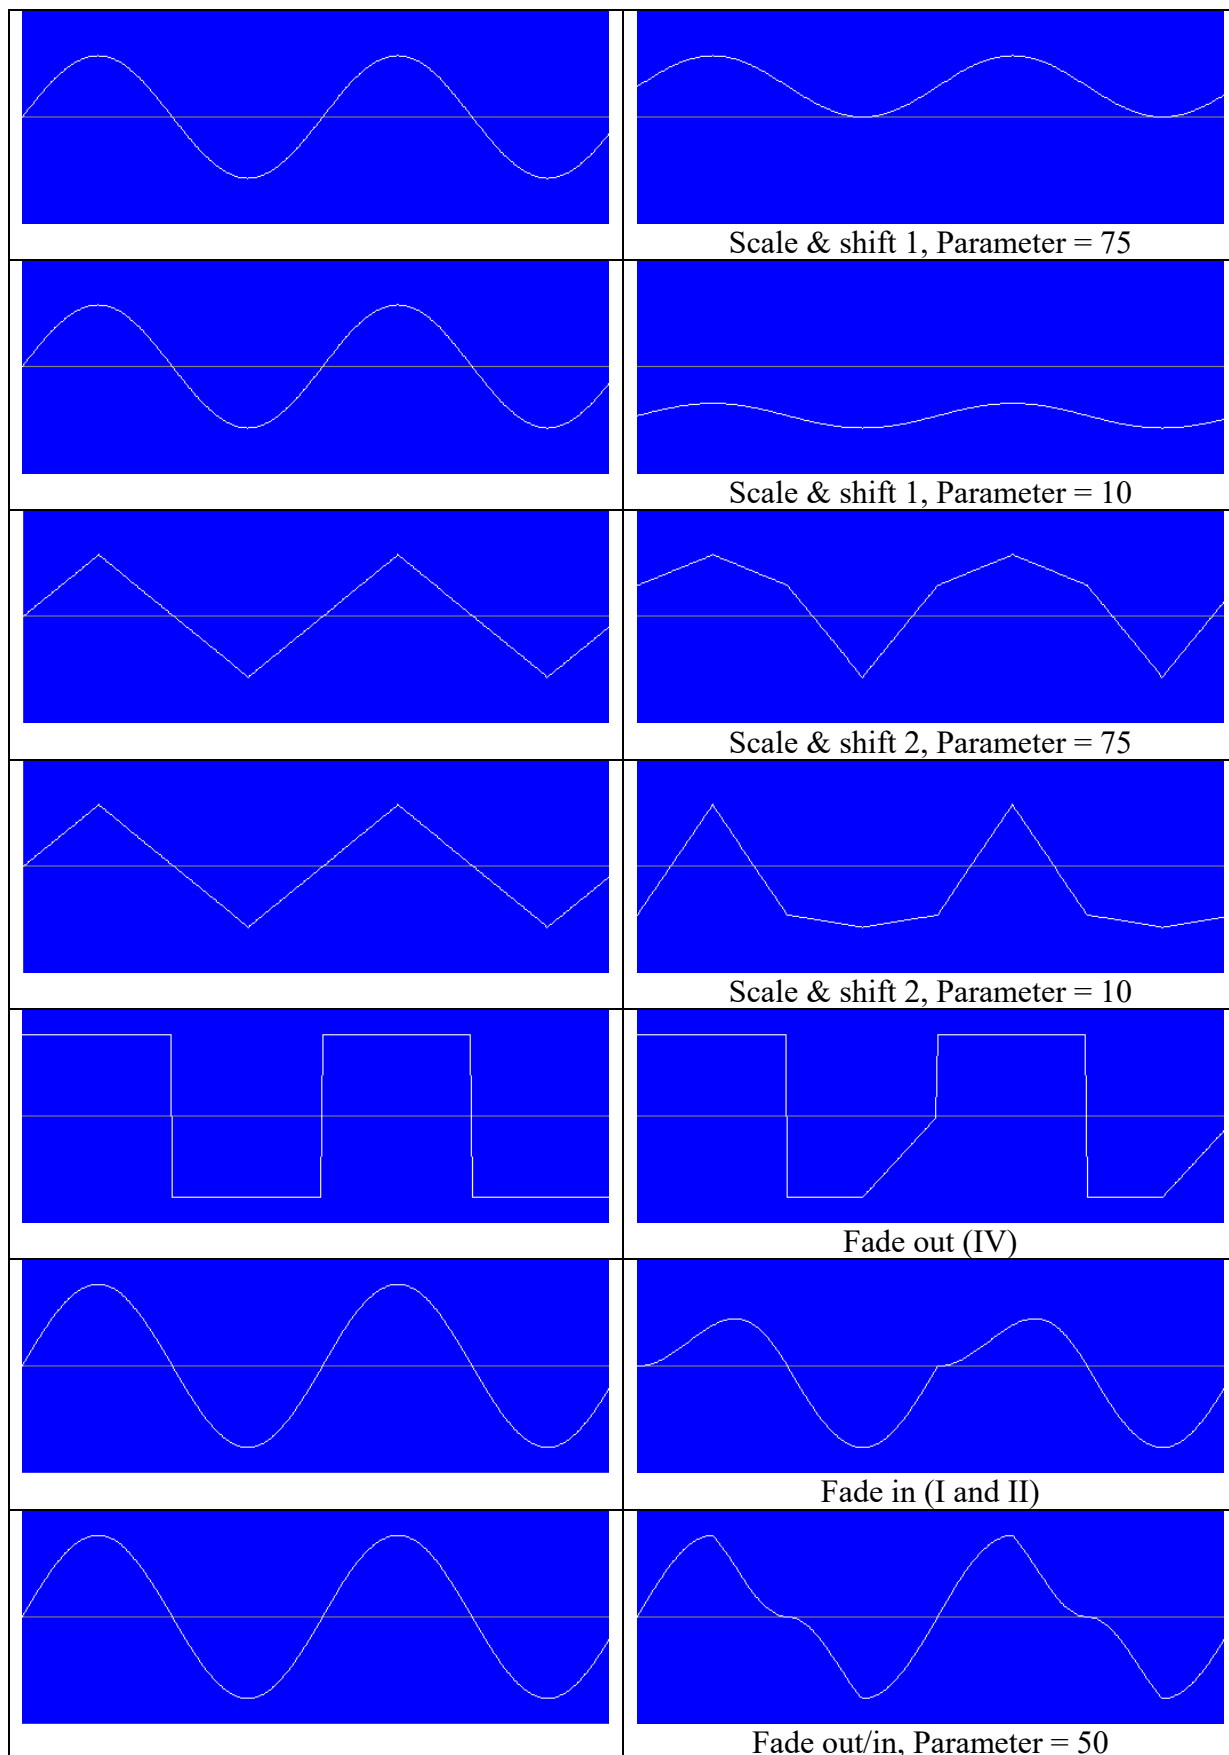 Scale & shift 1, Parameter = 75
Scale & shift 1, Parameter = 10
Scale & shift 2, Parameter = 75
Scale & shift 2, Parameter = 10
Fade out (IV)
Fade in (I and II)
Fade out/in, Parameter = 50